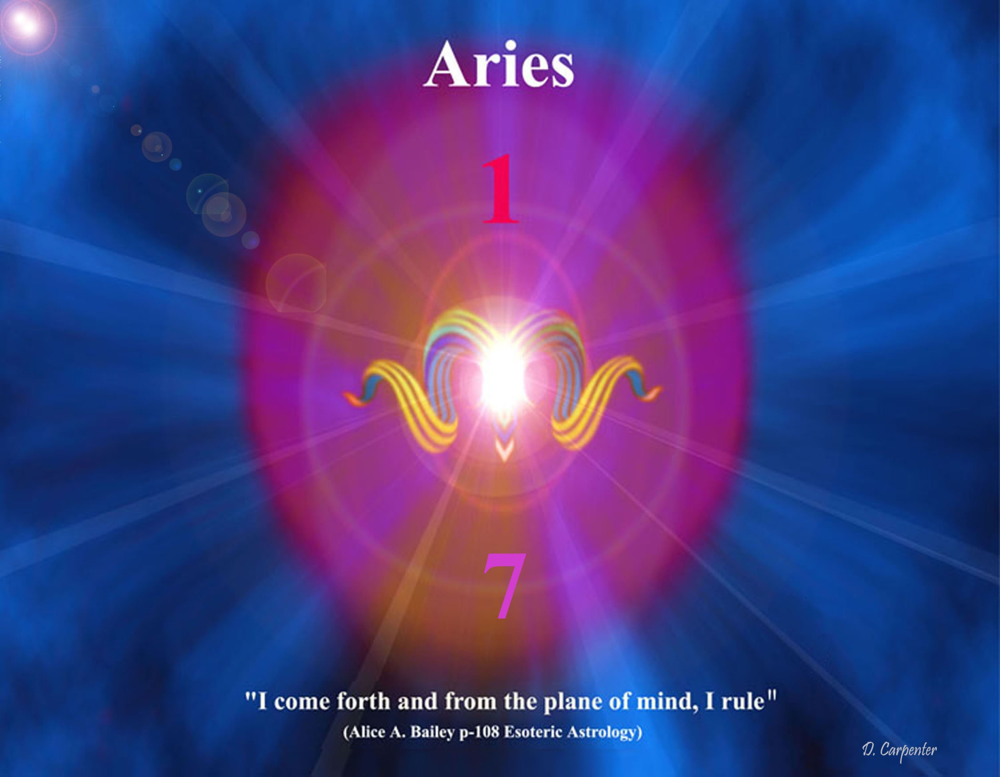 Aries
1
7
"I come forth and from the plane of mind, I rule"
(Alice A. Bailey p-108 Esoteric Astrology)
D. Carpenter